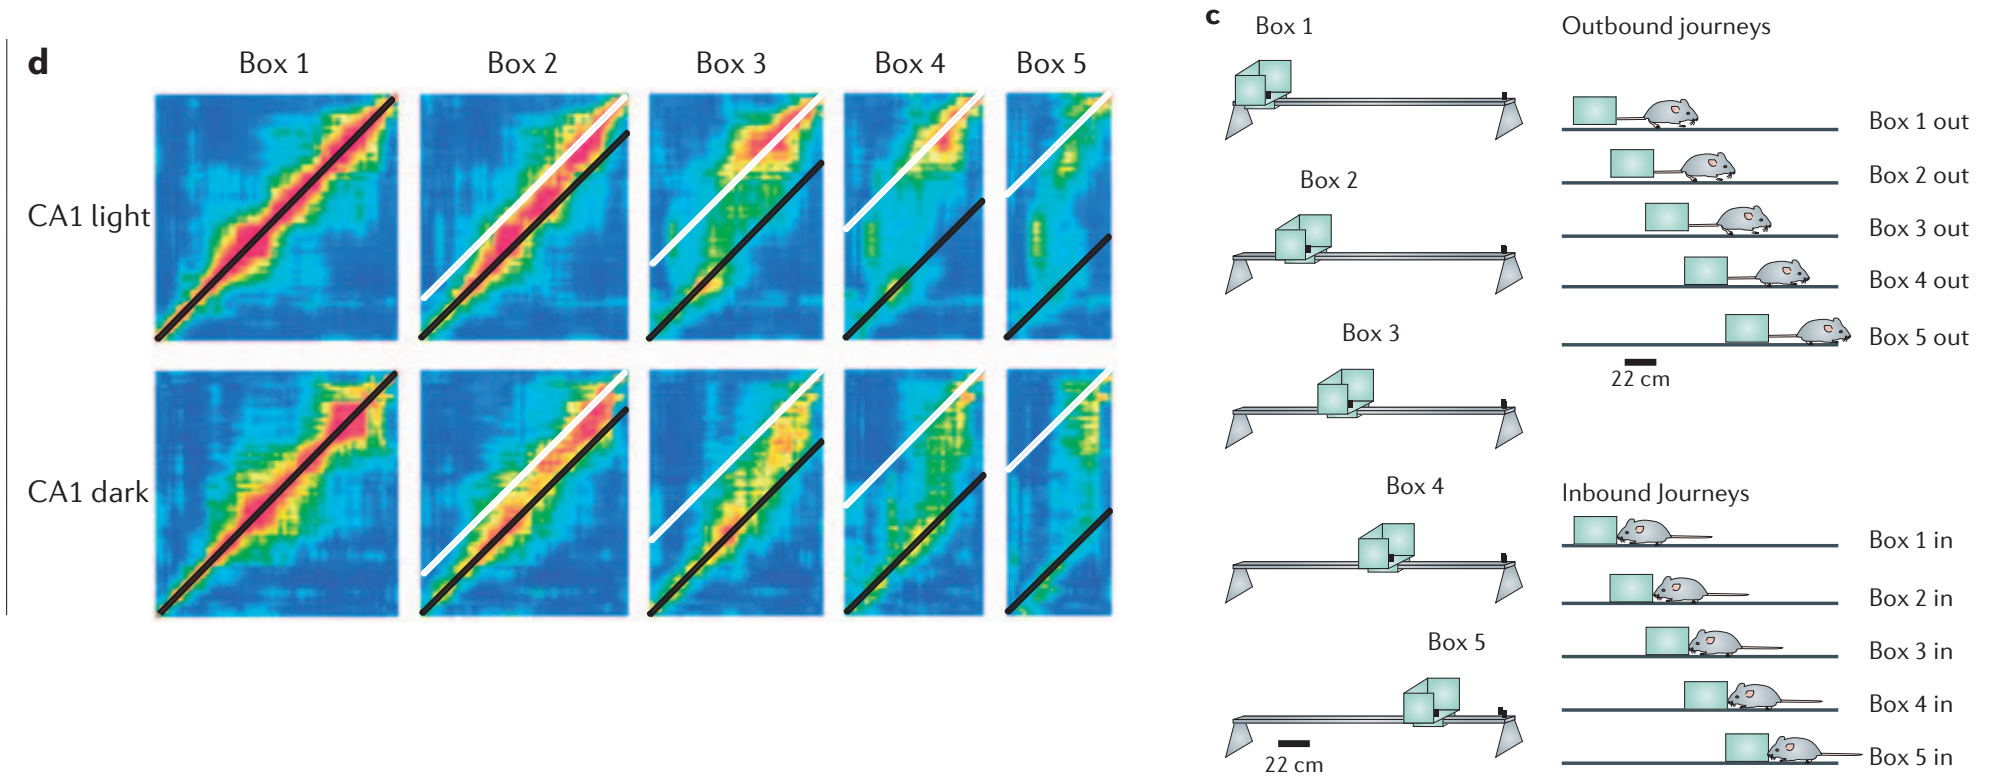 d
Box 1
Box 2
Box 3
Box 4
Box 5
CA1 light
CA1 dark
c
Box 1
Box 2
Box 3
Box 4
Box 5
22 cm
Outbound journeys
Box 1 out
Box 2 out
Box 3 out
Box 4 out
Box 5 out
22 cm
Inbound Journeys
Box 1 in
Box 2 in
Box 3 in
Box 4 in
Box 5 in